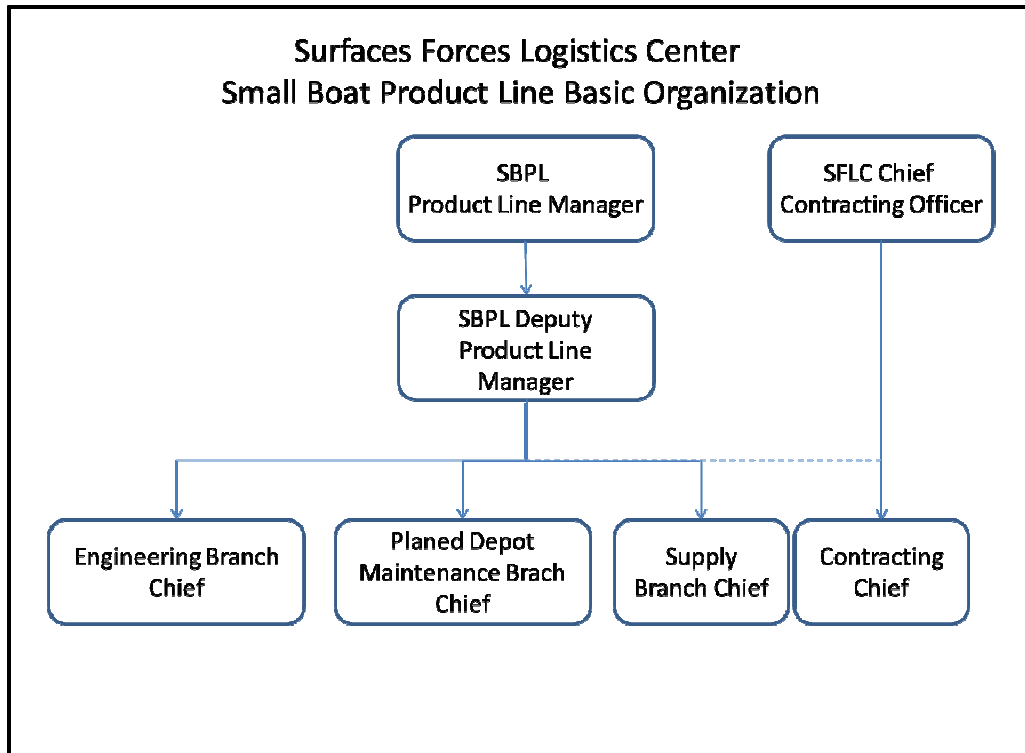 Surfaces Forces Logistics Center
Small Boat Product Line Basic Organization
SBPL
Product Line Manager
SFLC Chief
Contracting Officer
SBPL Deputy
Product Line
Manager
Engineering Branch
Chief
Planed Depot
Maintenance Brach
Chief
Supply
Branch Chief
Contracting
Chief